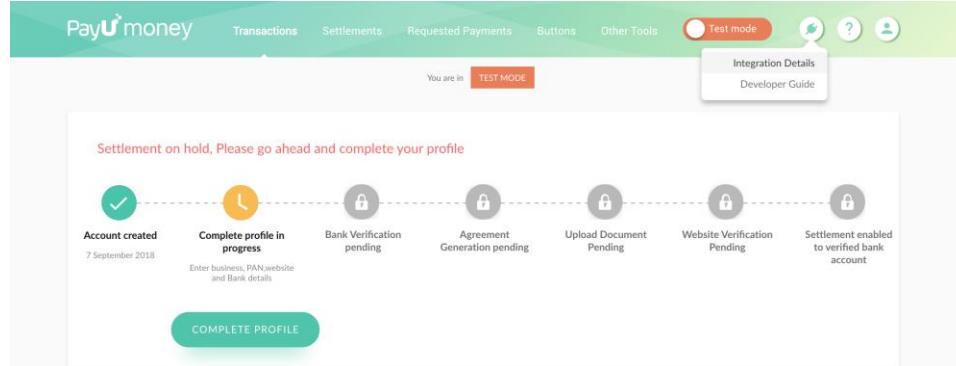 PayU money
Transactions Settlements Requested Payments Buttons Other Tools Test mode ?
Integration Details
Developer Guide
You are in TEST MODE
Settlement on hold, Please go ahead and complete your profile
Account created
7 September 2018
Complete profile in
progress
Enter business, PAN,website
and Bank details
Bank Verification
pending
Agreement
Generation pending
Upload Document
Pending
Website Verification
Pending
Settlement enabled
to verified bank
account
COMPLETE PROFILE